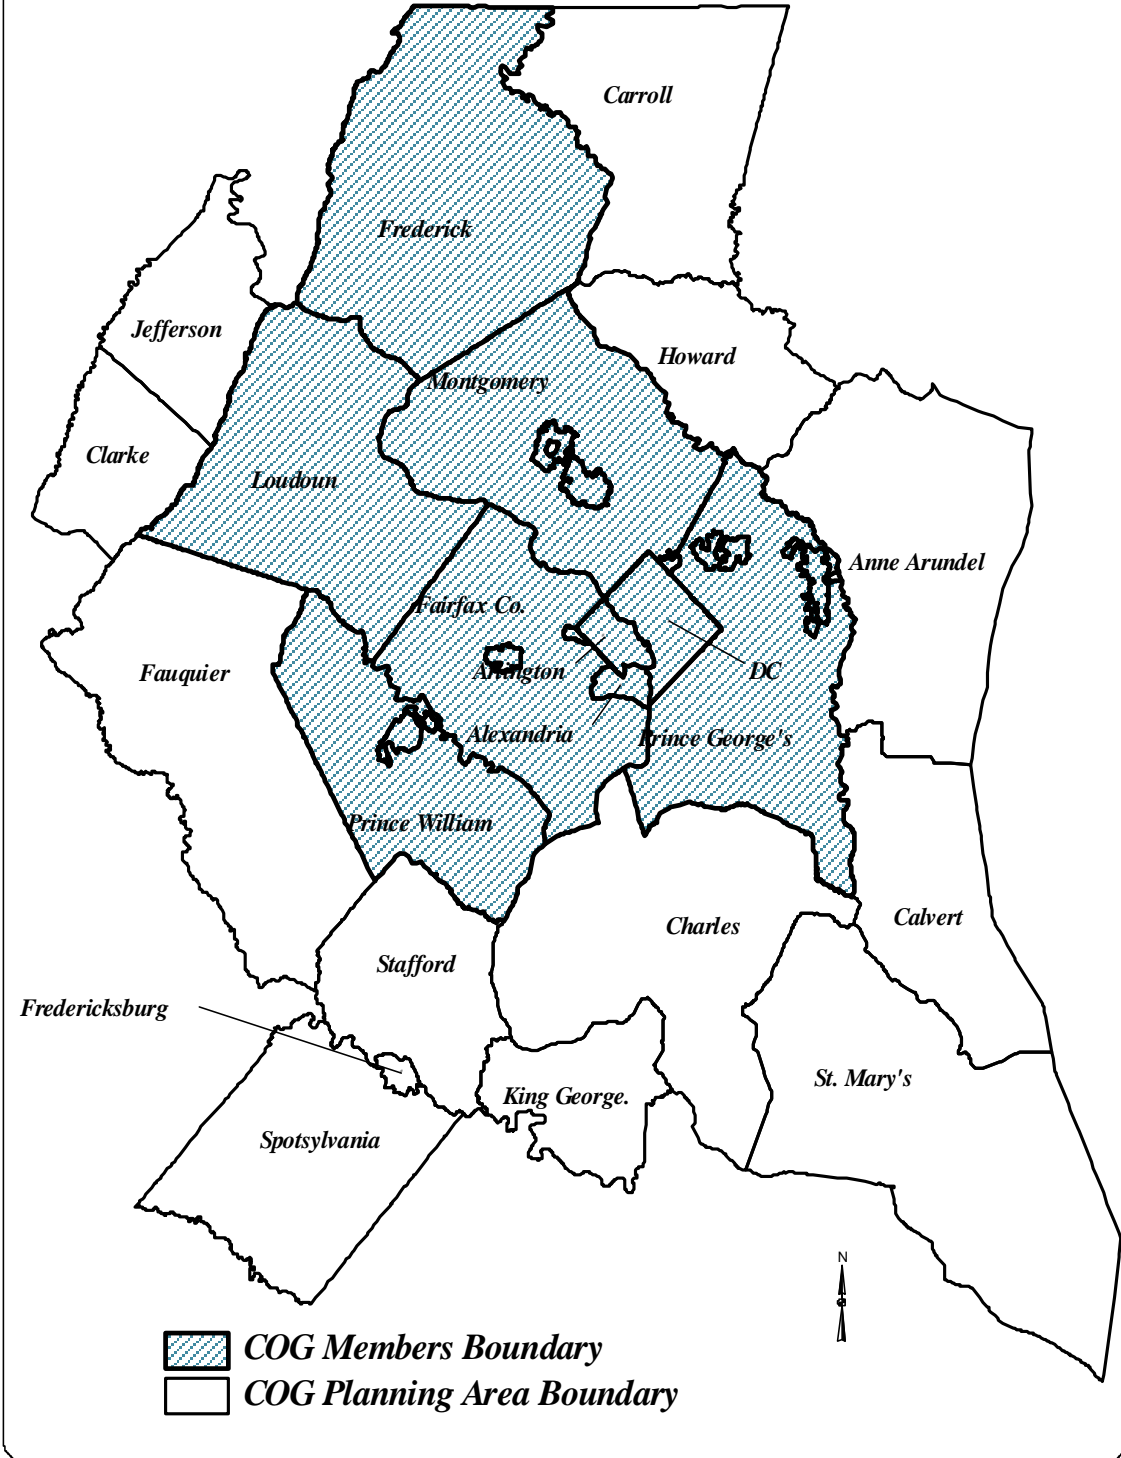 Carroll
Frederick
Jefferson
Howard
Montgomery
Clarke
Loudoun
Anne Arundel
Fairfax Co.
Fauquier
Arlington
DC
Alexandria
Prince George's
Prince William
Calvert
Charles
Stafford
Fredericksburg
St. Mary's
King George.
Spotsylvania
N
COG Members Boundary
COG Planning Area Boundary